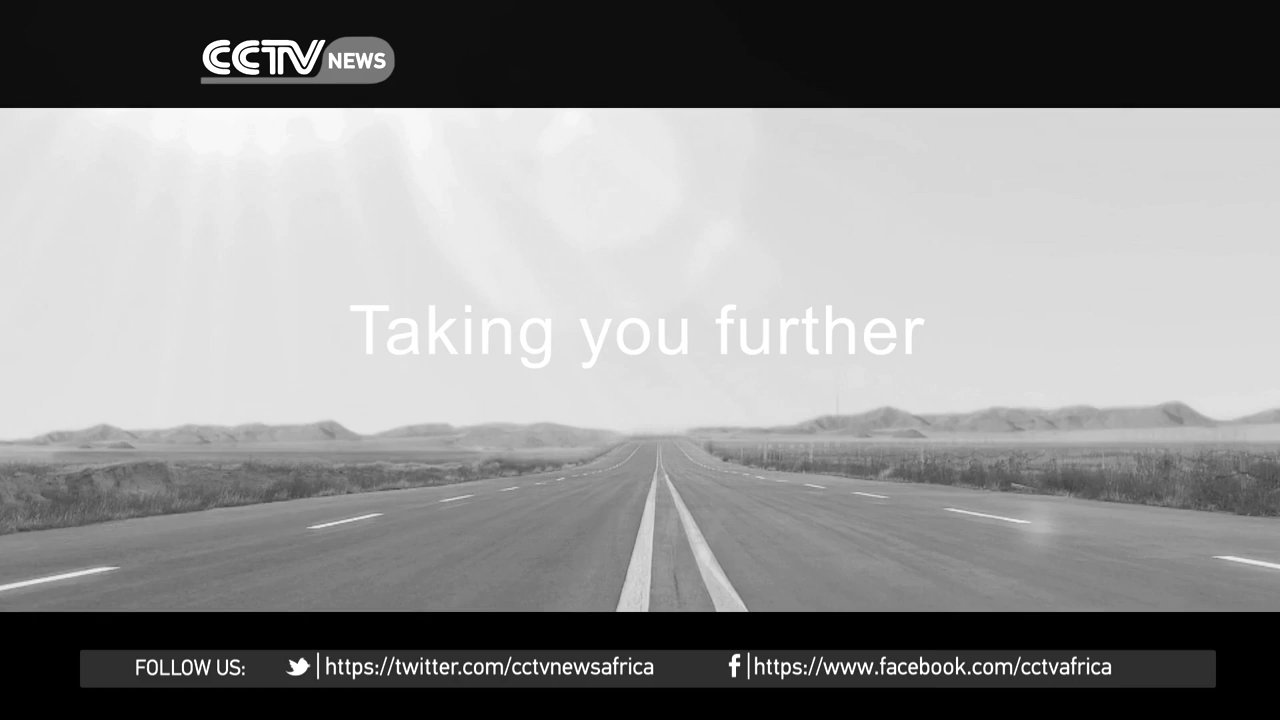 CCTV NEWS
Taking you further
FOLLOW US: https://twitter.com/cctvnewsafrica https://www.facebook.com/cctvafrica